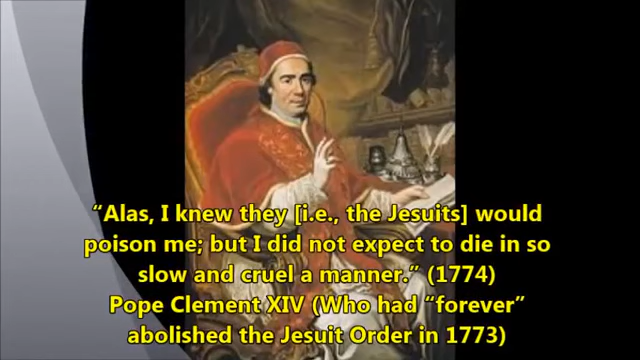 “Alas, I knew they [i.e., the Jesuits] would
poison me; but I did not expect to die in so
slow and cruel a manner.” (1774)
Pope Clement XIV (Who had “forever”
abolished the Jesuit Order in 1773)